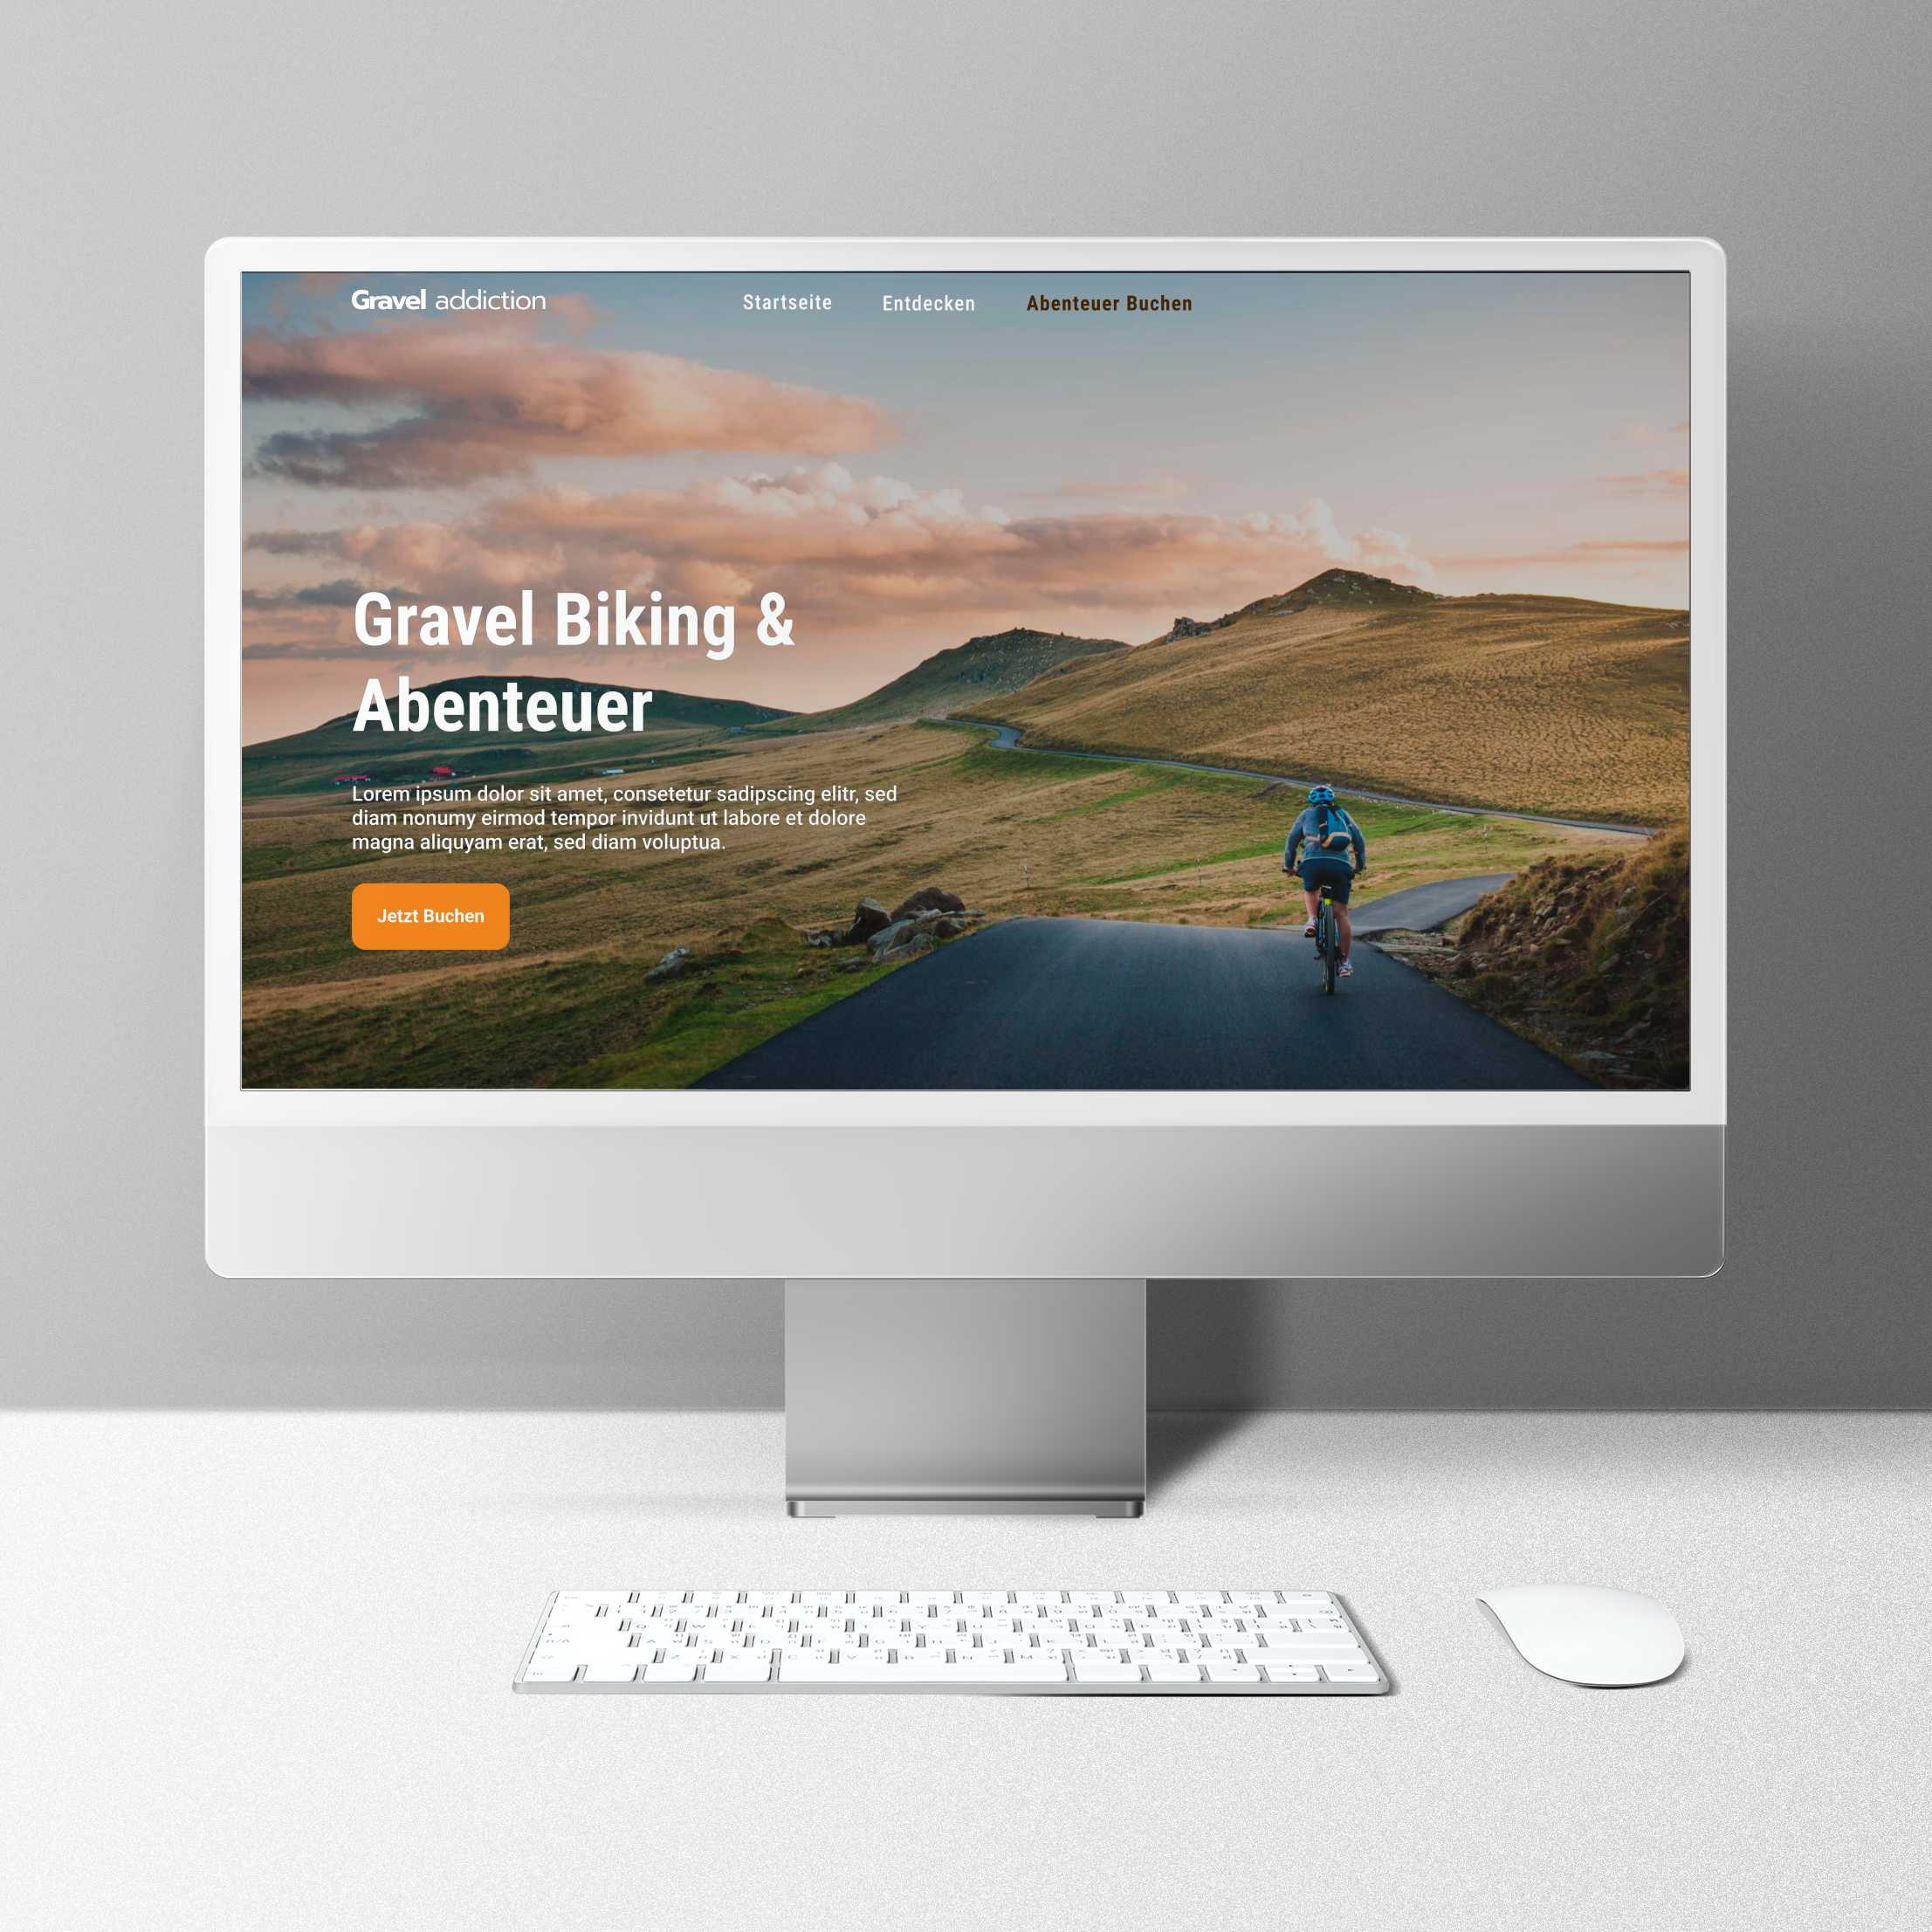 Gravel addiction
Startseite
Entdecken
Abenteuer Buchen
Gravel Biking &
Abenteuer
Lorem ipsum dolor sit amet, consetetur sadipscing elitr, sed
diam nonumy eirmod tempor invidunt ut labore et dolore
magna aliquyam erat, sed diam voluptua.
Jetzt Buchen